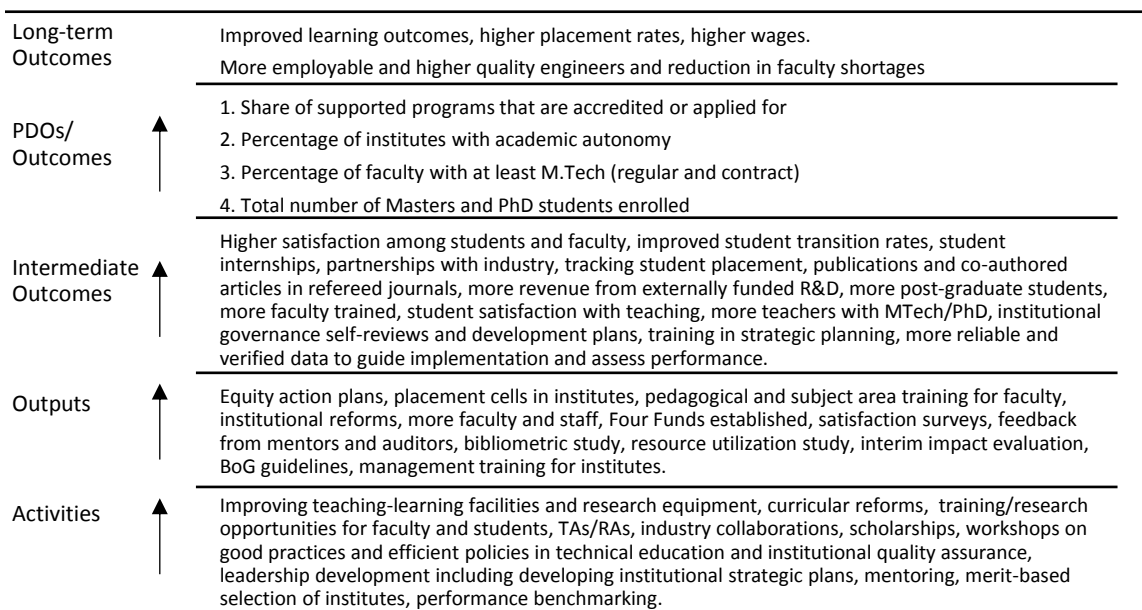 Long-term
Outcomes
Improved learning outcomes, higher placement rates, higher wages.
More employable and higher quality engineers and reduction in faculty shortages
PDOs/
Outcomes
1. Share of supported programs that are accredited or applied for
2. Percentage of institutes with academic autonomy
3. Percentage of faculty with at least M.Tech (regular and contract)
4. Total number of Masters and PhD students enrolled
Intermediate
Outcomes
Higher satisfaction among students and faculty, improved student transition rates, student
internships, partnerships with industry, tracking student placement, publications and co-authored
articles in refereed journals, more revenue from externally funded R&D, more post-graduate students,
more faculty trained, student satisfaction with teaching, more teachers with MTech/PhD, institutional
governance self-reviews and development plans, training in strategic planning, more reliable and
verified data to guide implementation and assess performance.
Outputs
Equity action plans, placement cells in institutes, pedagogical and subject area training for faculty,
institutional reforms, more faculty and staff, Four Funds established, satisfaction surveys, feedback
from mentors and auditors, bibliometric study, resource utilization study, interim impact evaluation,
BoG guidelines, management training for institutes.
Activities
Improving teaching-learning facilities and research equipment, curricular reforms, training/research
opportunities for faculty and students, TAs/RAs, industry collaborations, scholarships, workshops on
good practices and efficient policies in technical education and institutional quality assurance,
leadership development including developing institutional strategic plans, mentoring, merit-based
selection of institutes, performance benchmarking.